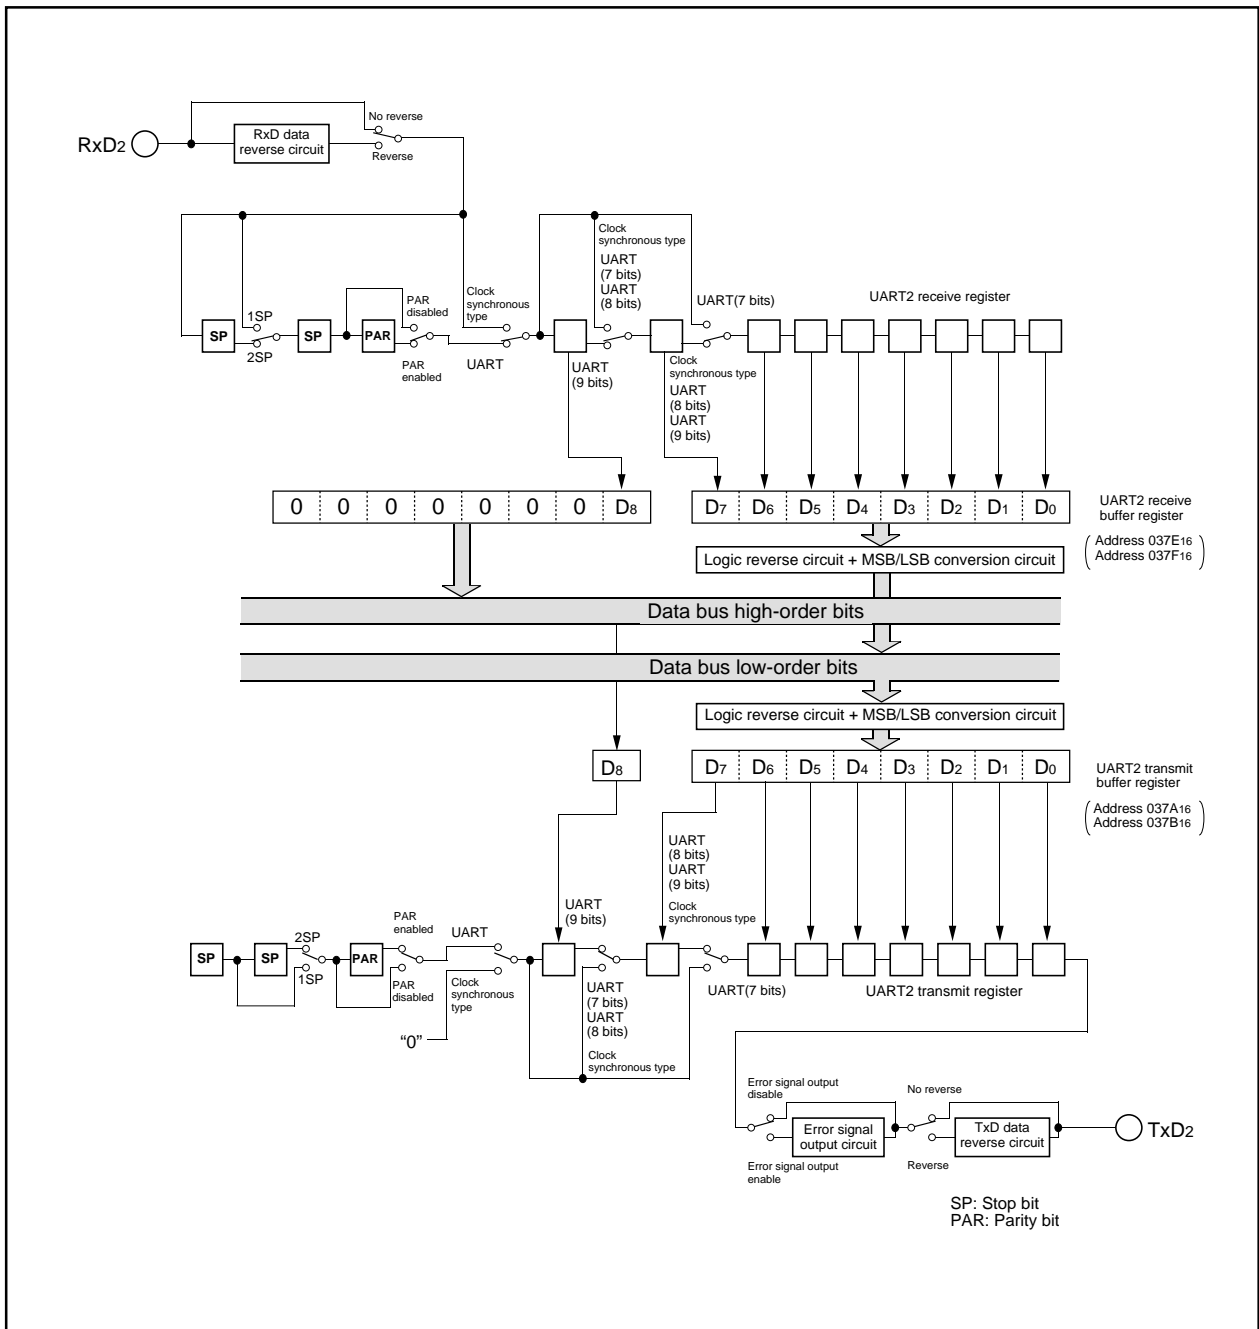 No reverse
RxD2
RxD data
reverse circuit
Reverse
Clock
synchronous type
UART
(7 bits)
UART
(8 bits)
PAR
disabled
Clock
synchronous
type
UART(7 bits)
UART2 receive register
1SP
SP
SP
PAR
2SP
PAR
enabled
UART
UART
(9 bits)
Clock
synchronous type
UART
(8 bits)
UART
(9 bits)
0 0 0 0 0 0 0 D8
D7 D6 D5 D4 D3 D2 D1 D0
UART2 receive
buffer register
Address 037E16
Address 037F16
Logic reverse circuit + MSB/LSB conversion circuit
Data bus high-order bits
Data bus low-order bits
Logic reverse circuit + MSB/LSB conversion circuit
D8
D7 D6 D5 D4 D3 D2 D1 D0
UART2 transmit
buffer register
Address 037A16
Address 037B16
UART
(8 bits)
UART
(9 bits)
Clock
synchronous type
UART
(9 bits)
PAR
enabled
UART
2SP
SP
SP
PAR
1SP
PAR
disabled
Clock
synchronous
type
“0”
UART
(7 bits)
UART
(8 bits)
Clock
synchronous type
UART(7 bits)
UART2 transmit register
Error signal output
disable
No reverse
Error signal
output circuit
TxD data
reverse circuit
TxD2
Error signal output
enable
Reverse
SP: Stop bit
PAR: Parity bit